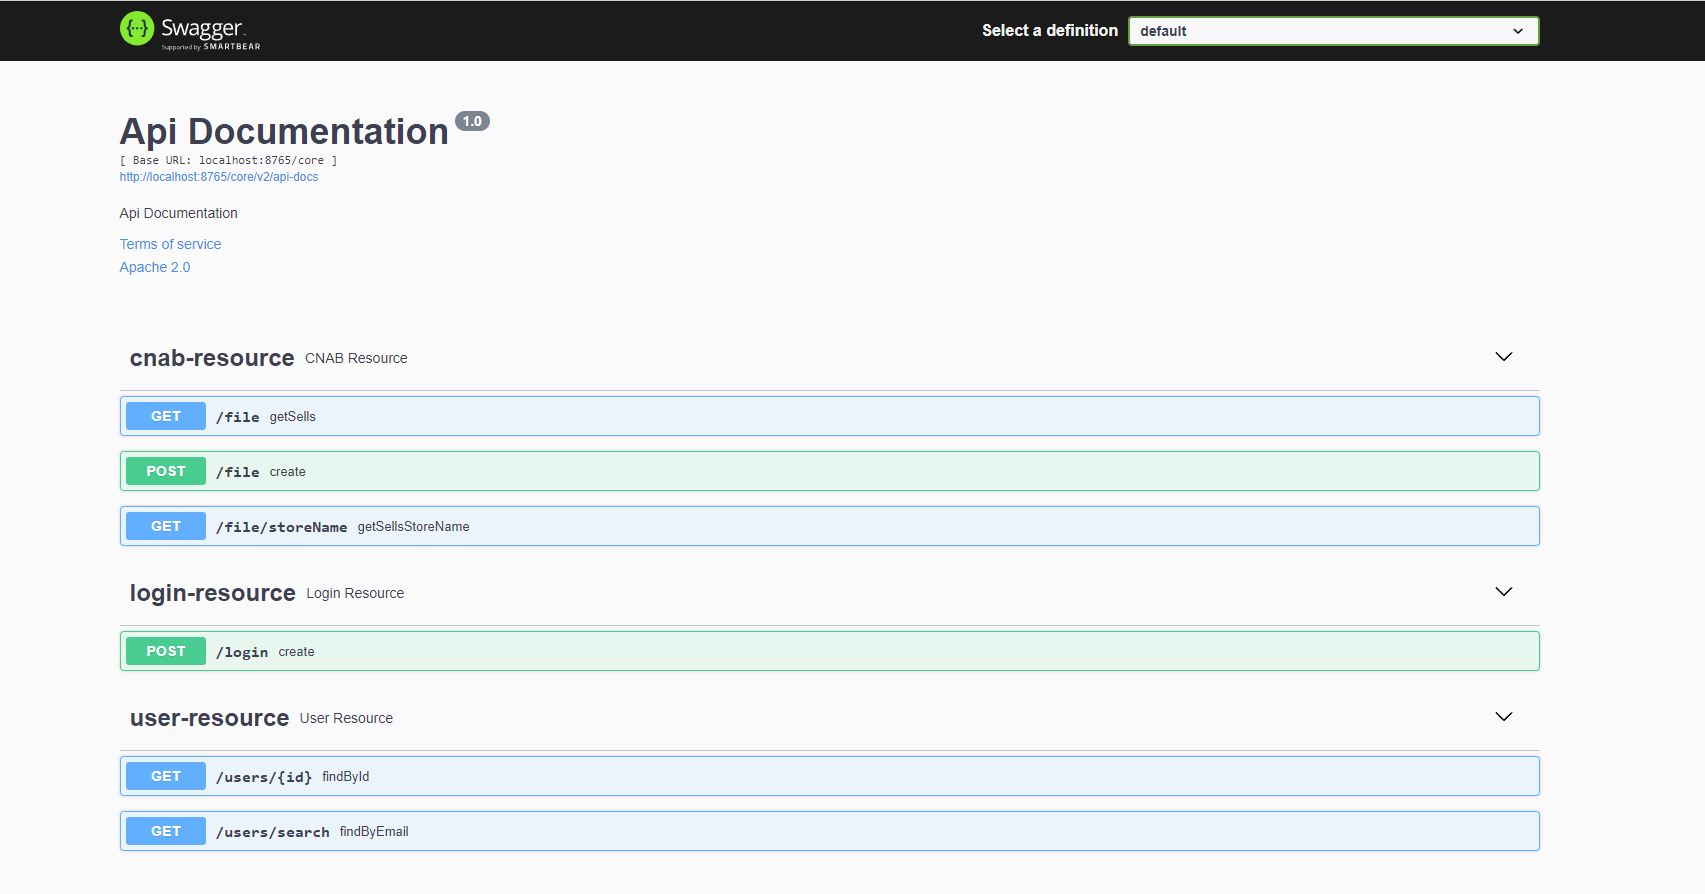 Swagger
Supported by SMARTBEAR
Select a definition
default
Api Documentation 1.0
[ Base URL: localhost:8765/core ]
http://localhost:8765/core/v2/api-docs
Api Documentation
Terms of service
Apache 2.0
cnab-resource CNAB Resource
GET /file getSells
POST /file create
GET /file/storeName getSellsStoreName
login-resource Login Resource
POST /login create
user-resource User Resource
GET /users/{id} findById
GET /users/search findByEmail